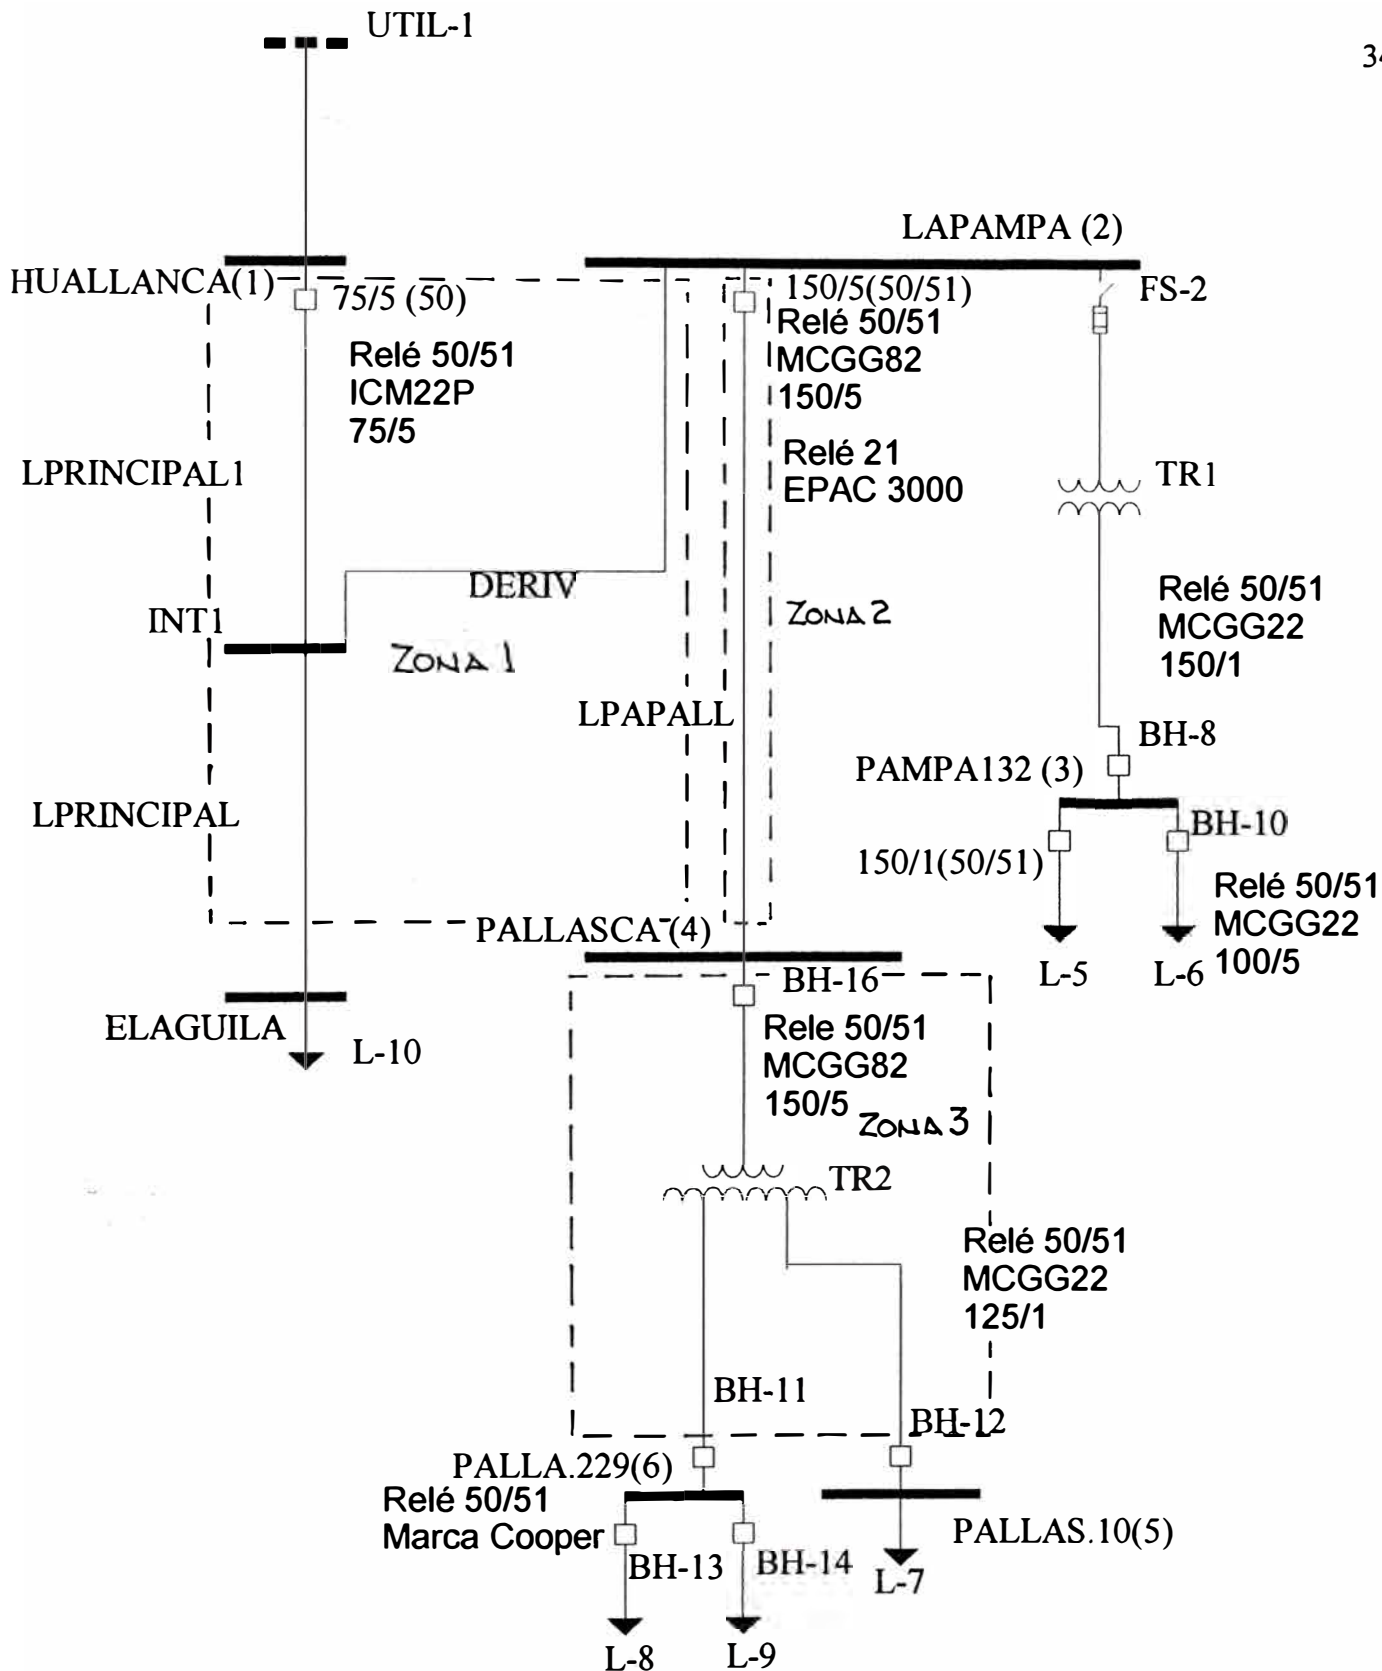 UTIL-1
34
LAPAMPA (2)
HUALLANCA(1)
75/5 (50)
150/5(50/51)
FS-2
Relé 50/51
ICM22P
75/5
Relé 50/51
MCGG82
150/5
Relé 21
EPAC 3000
LPRINCIPAL1
TR1
DERIV
INT1
ZONA 1
ZONA 2
Relé 50/51
MCGG22
150/1
LPAPALL
BH-8
PAMPA132 (3)
LPRINCIPAL
BH-10
150/1(50/51)
Relé 50/51
MCGG22
100/5
L-5
L-6
PALLASCA (4)
BH-16
ELAGUILA
L-10
Rele 50/51
MCGG82
150/5
ZONA 3
TR2
Relé 50/51
MCGG22
125/1
BH-11
BH-12
PALLA.229(6)
Relé 50/51
Marca Cooper
BH-13
BH-14
PALLAS.10(5)
L-7
L-8
L-9